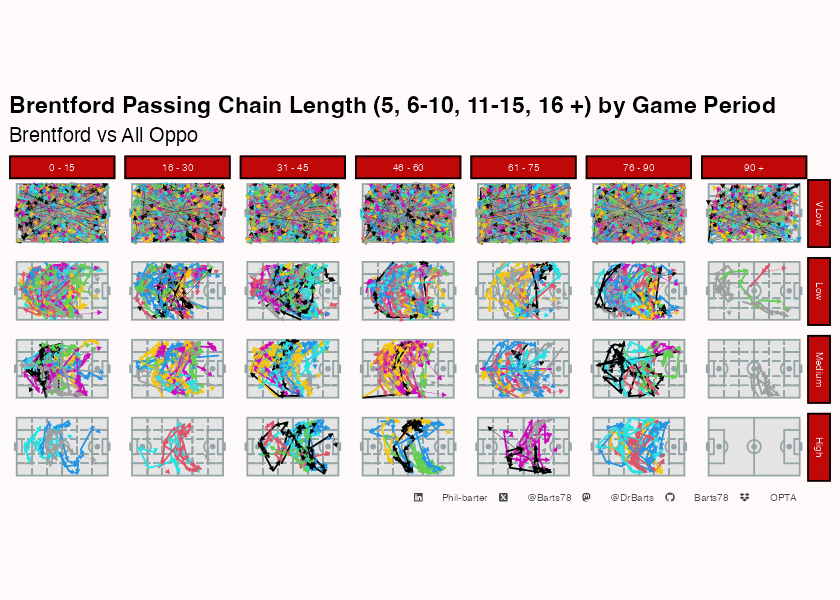 Brentford Passing Chain Length (5, 6-10, 11-15, 16 +) by Game Period
Brentford vs All Oppo
0 - 15 16 - 30 31 - 45 46 - 60 61 - 75 76 - 90 90 +
VLow
Low
Medium
High
Phil-barter @Barts78 @DrBarts Barts78 OPTA